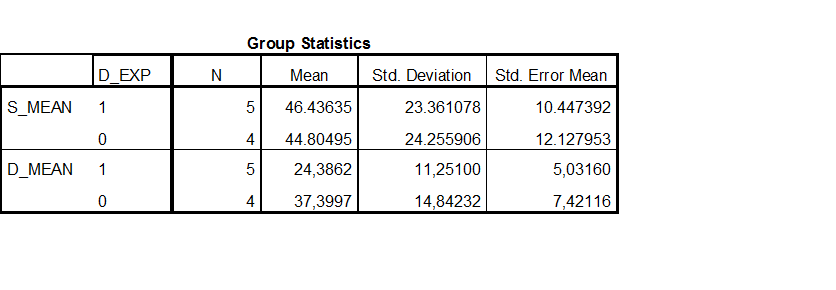 Group Statistics
D_EXP N Mean Std. Deviation Std. Error Mean
S_MEAN 1 5 46.43635 23.361078 10.447392
0 4 44.80495 24.255906 12.127953
D_MEAN 1 5 24,3862 11,25100 5,03160
0 4 37,3997 14,84232 7,42116